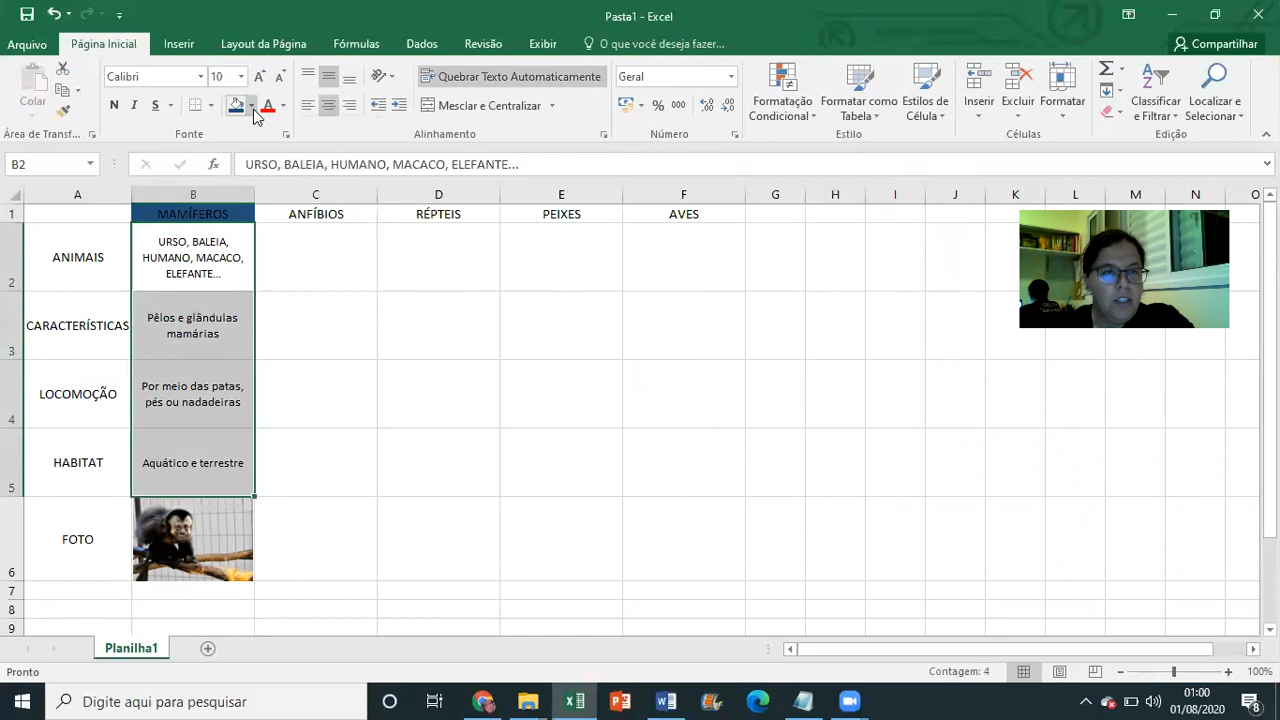 Pasta1 - Excel
Arquivo
Página Inicial
Inserir
Layout da Página
Fórmulas
Dados
Revisão
Exibir
O que você deseja fazer...
Compartilhar
Colar
Calibri
10
N
I
S
A
Quebrar Texto Automaticamente
Mesclar e Centralizar
Geral
%
000
Formatação
Condicional
Formatar como
Tabela
Estilos de
Célula
Inserir
Excluir
Formatar
Classificar
e Filtrar
Localizar e
Selecionar
Área de Transf...
Fonte
Alinhamento
Número
Estilo
Células
Edição
B2
fx
URSO, BALEIA, HUMANO, MACACO, ELEFANTE...
A B C D E F G H I J K L M N O
1 MAMÍFEROS ANFÍBIOS RÉPTEIS PEIXES AVES
2 ANIMAIS
URSO, BALEIA,
HUMANO, MACACO,
ELEFANTE...
3 CARACTERÍSTICAS
Pêlos e glândulas
mamárias
4 LOCOMOÇÃO
Por meio das patas,
pés ou nadadeiras
5 HABITAT
Aquático e terrestre
6 FOTO
7
8
9
Planilha1
Pronto
Contagem: 4
100%
Digite aqui para pesquisar
01:00
01/08/2020
8